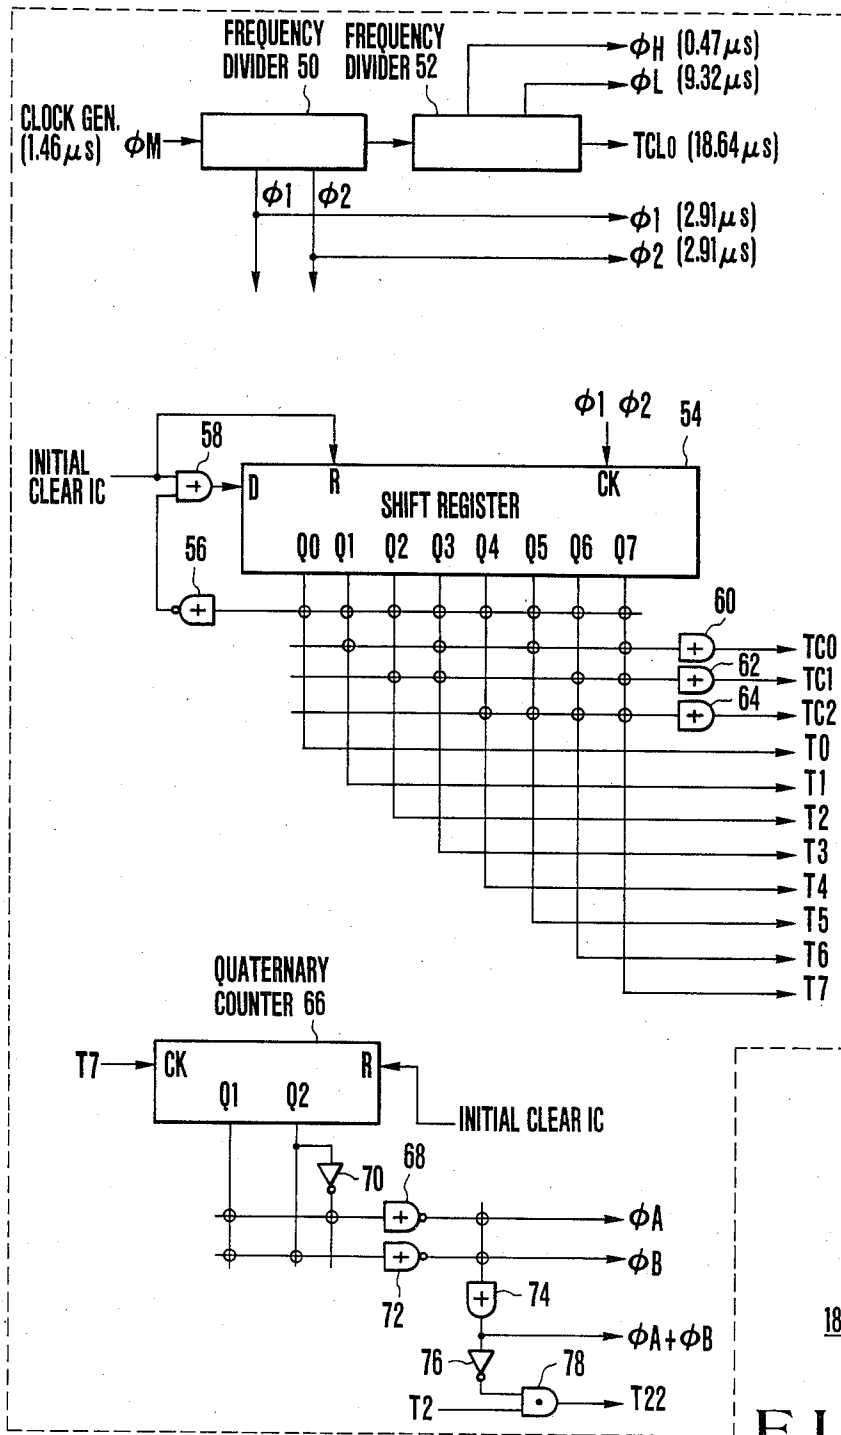 FREQUENCY DIVIDER 50
FREQUENCY DIVIDER 52
ϕH (0.47μs)
ϕL (9.32μs)
CLOCK GEN. (1.46μs) ϕM
TCL0 (18.64μs)
ϕ1 ϕ2
ϕ1 (2.91μs)
ϕ2 (2.91μs)
ϕ1 ϕ2
54
58
INITIAL CLEAR IC
+
D R CK
SHIFT REGISTER
Q0 Q1 Q2 Q3 Q4 Q5 Q6 Q7
56
+
60
+ TC0
62
+ TC1
64
+ TC2
T0
T1
T2
T3
T4
T5
T6
T7
QUATERNARY COUNTER 66
T7 CK R
Q1 Q2
INITIAL CLEAR IC
70
68
+ ϕA
+ ϕB
72
+ 74
ϕA+ϕB
76
78
T2 • T22
18